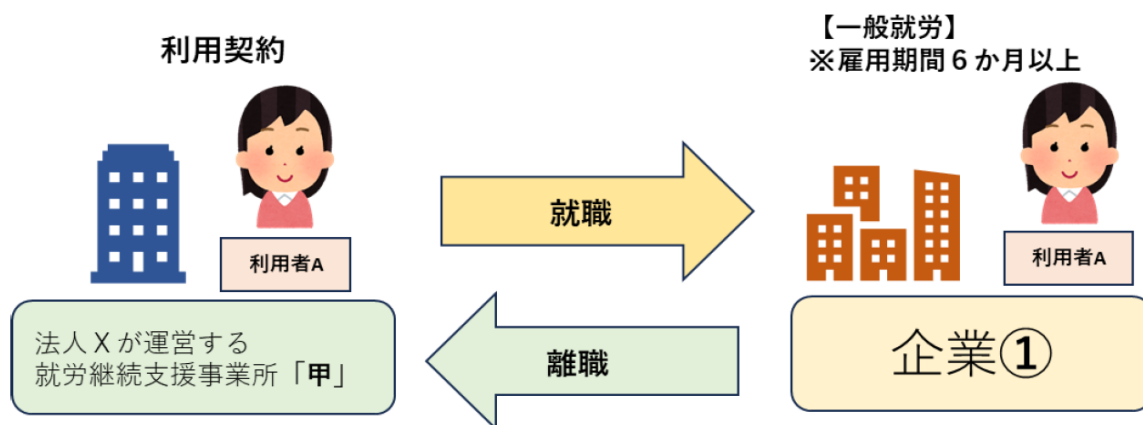 利用契約
【一般就労】
※雇用期間６か月以上
利用者A
就職
利用者A
法人Ｘが運営する
就労継続支援事業所「甲」
離職
企業①